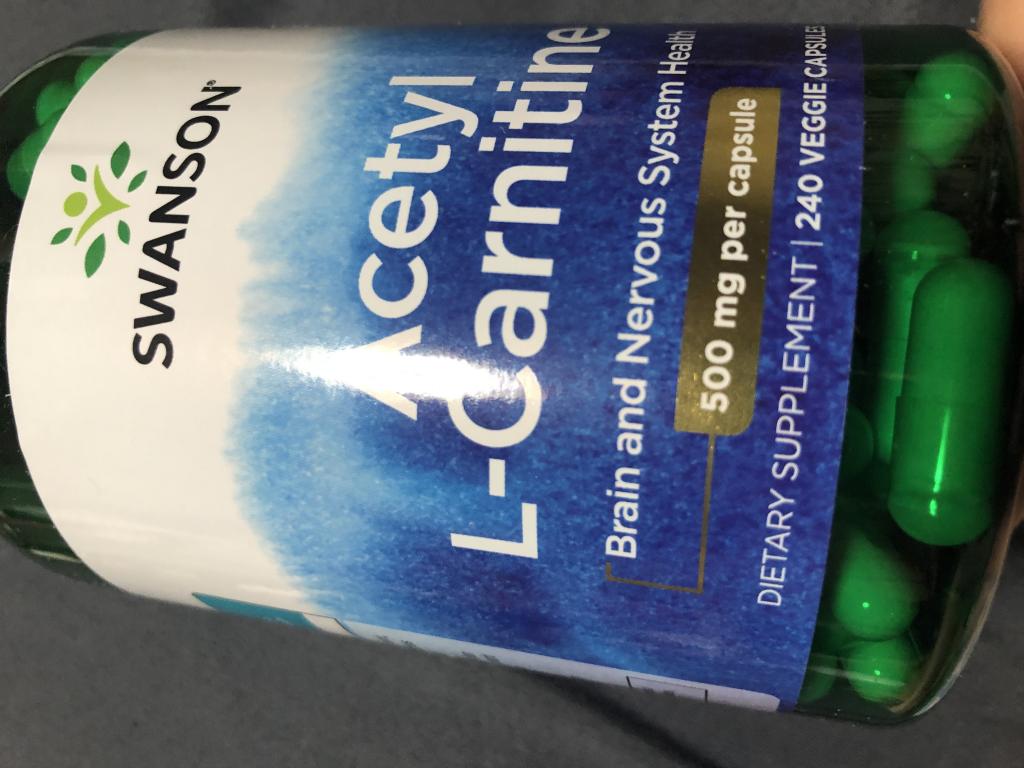 SWANSON®
Acetyl
L-Carnitine
Brain and Nervous System Health
500 mg per capsule
DIETARY SUPPLEMENT | 240 VEGGIE CAPSULES